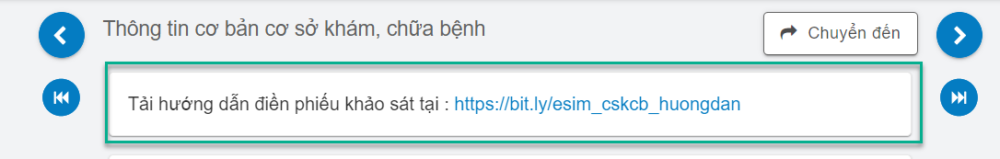 Thông tin cơ bản cơ sở khám, chữa bệnh
Chuyển đến
Tải hướng dẫn điền phiếu khảo sát tại : https://bit.ly/esim_cskcb_huongdan